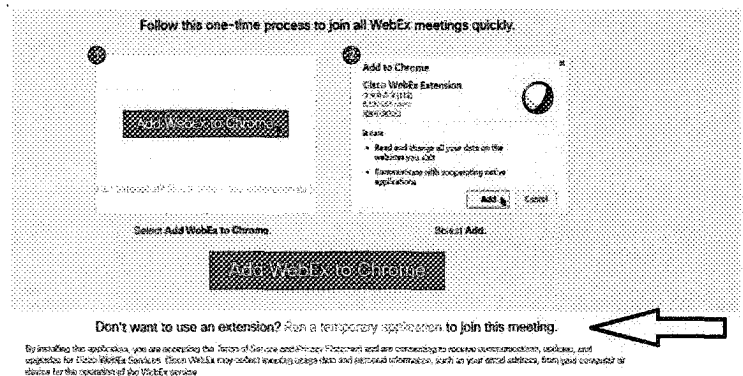 Follow this one-time process to join all WebEx meetings quickly.
Add WebEx to Chrome
Select Add WebEx to Chrome.
2
Add to Chrome
Cisco WebEx Extension
It can:
• Read and change all your data on the
websites you visit
• Communicate with cooperating native
applications
Add
Cancel
Select Add.
Add WebEx to Chrome
Don't want to use an extension? Run a temporary application to join this meeting.
By installing this application, you are accepting the Terms of Service and Privacy Statement and are consenting to receive communications, updates, and
upgrades for Cisco WebEx Services. Cisco WebEx may collect meeting usage data and personal information, such as your email address, from your computer or
device for the operation of the WebEx service